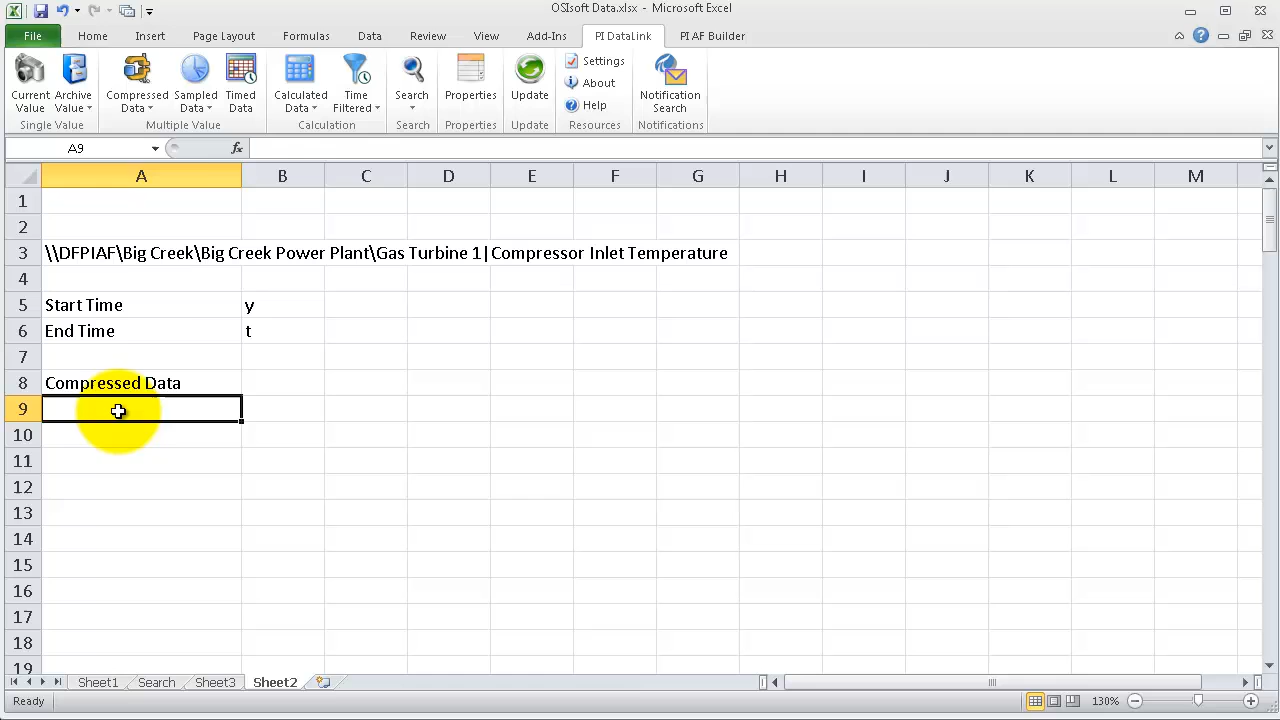 OSIsoft Data.xlsx - Microsoft Excel
File Home Insert Page Layout Formulas Data Review View Add-Ins PI DataLink PI AF Builder
Current Value
Archive Value
Compressed Data
Sampled Data
Timed Data
Calculated Data
Time Filtered
Search
Properties
Update
Settings
About
Help
Notification Search
Single Value Multiple Value Calculation Search Properties Update Resources Notifications
A9 fx
A B C D E F G H I J K L M
1
2
3 \\DFPIAF\Big Creek\Big Creek Power Plant\Gas Turbine 1|Compressor Inlet Temperature
4
5 Start Time y
6 End Time t
7
8 Compressed Data
9
10
11
12
13
14
15
16
17
18
19
Sheet1 Search Sheet3 Sheet2
Ready 130%